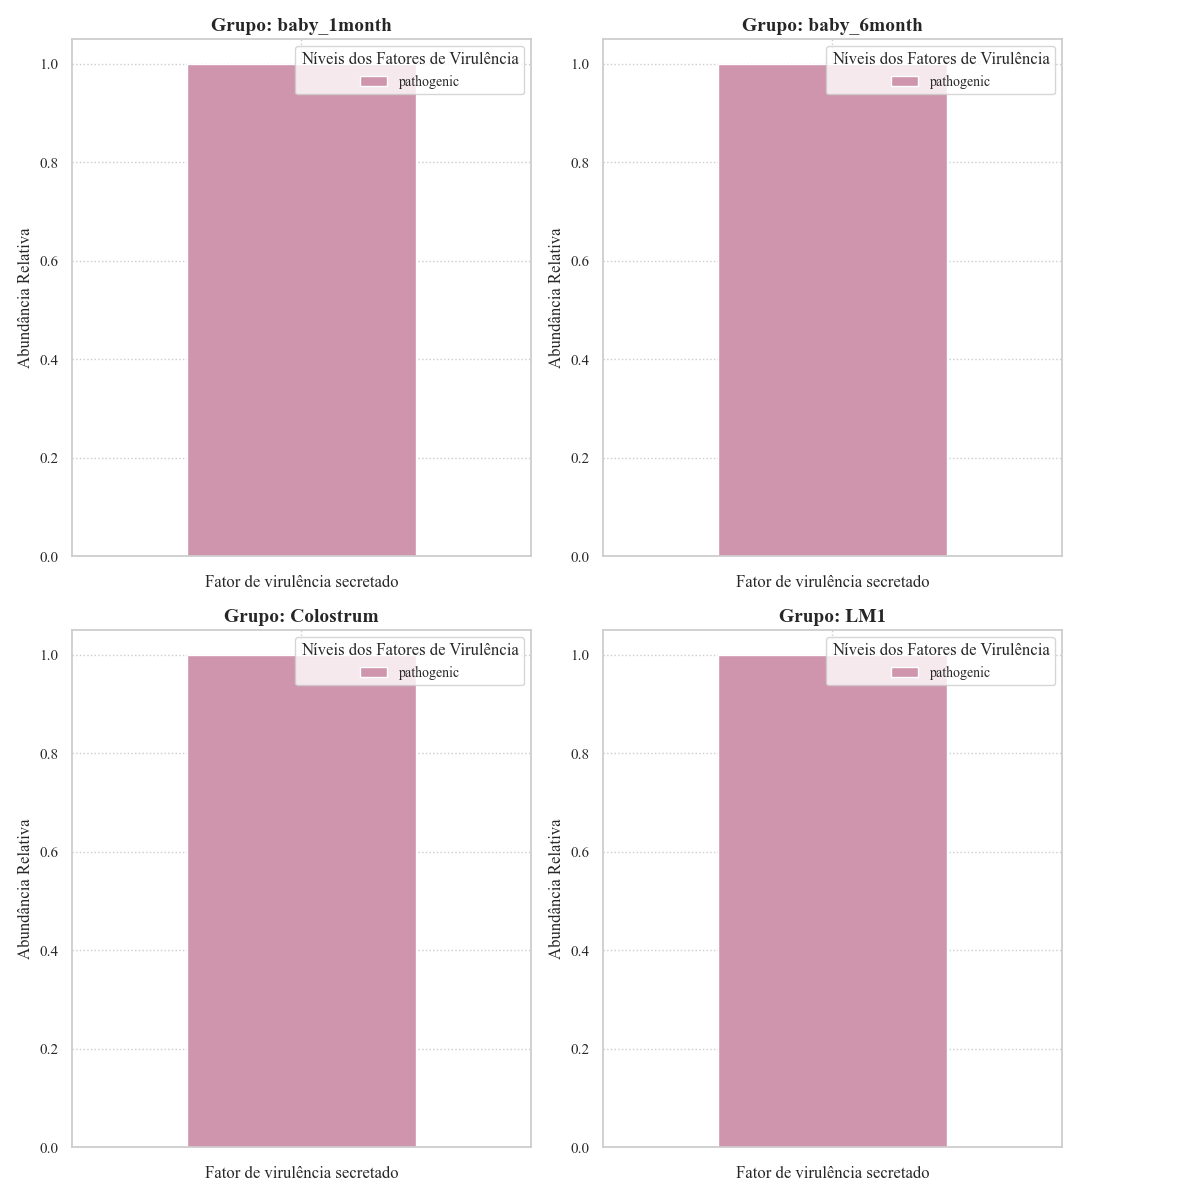 Grupo: baby_1month
Níveis dos Fatores de Virulência
pathogenic
1.0
0.8
0.6
0.4
0.2
0.0
Abundância Relativa
Fator de virulência secretado
Grupo: baby_6month
Níveis dos Fatores de Virulência
pathogenic
1.0
0.8
0.6
0.4
0.2
0.0
Abundância Relativa
Fator de virulência secretado
Grupo: Colostrum
Níveis dos Fatores de Virulência
pathogenic
1.0
0.8
0.6
0.4
0.2
0.0
Abundância Relativa
Fator de virulência secretado
Grupo: LM1
Níveis dos Fatores de Virulência
pathogenic
1.0
0.8
0.6
0.4
0.2
0.0
Abundância Relativa
Fator de virulência secretado